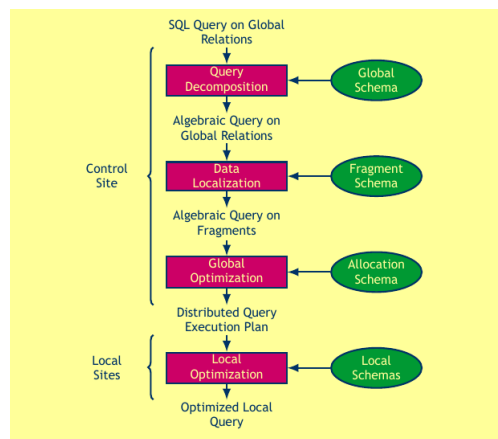 SQL Query on Global
Relations
Query
Decomposition
Global
Schema
Algebraic Query on
Global Relations
Control
Site
Data
Localization
Fragment
Schema
Algebraic Query on
Fragments
Global
Optimization
Allocation
Schema
Distributed Query
Execution Plan
Local
Sites
Local
Optimization
Local
Schemas
Optimized Local
Query